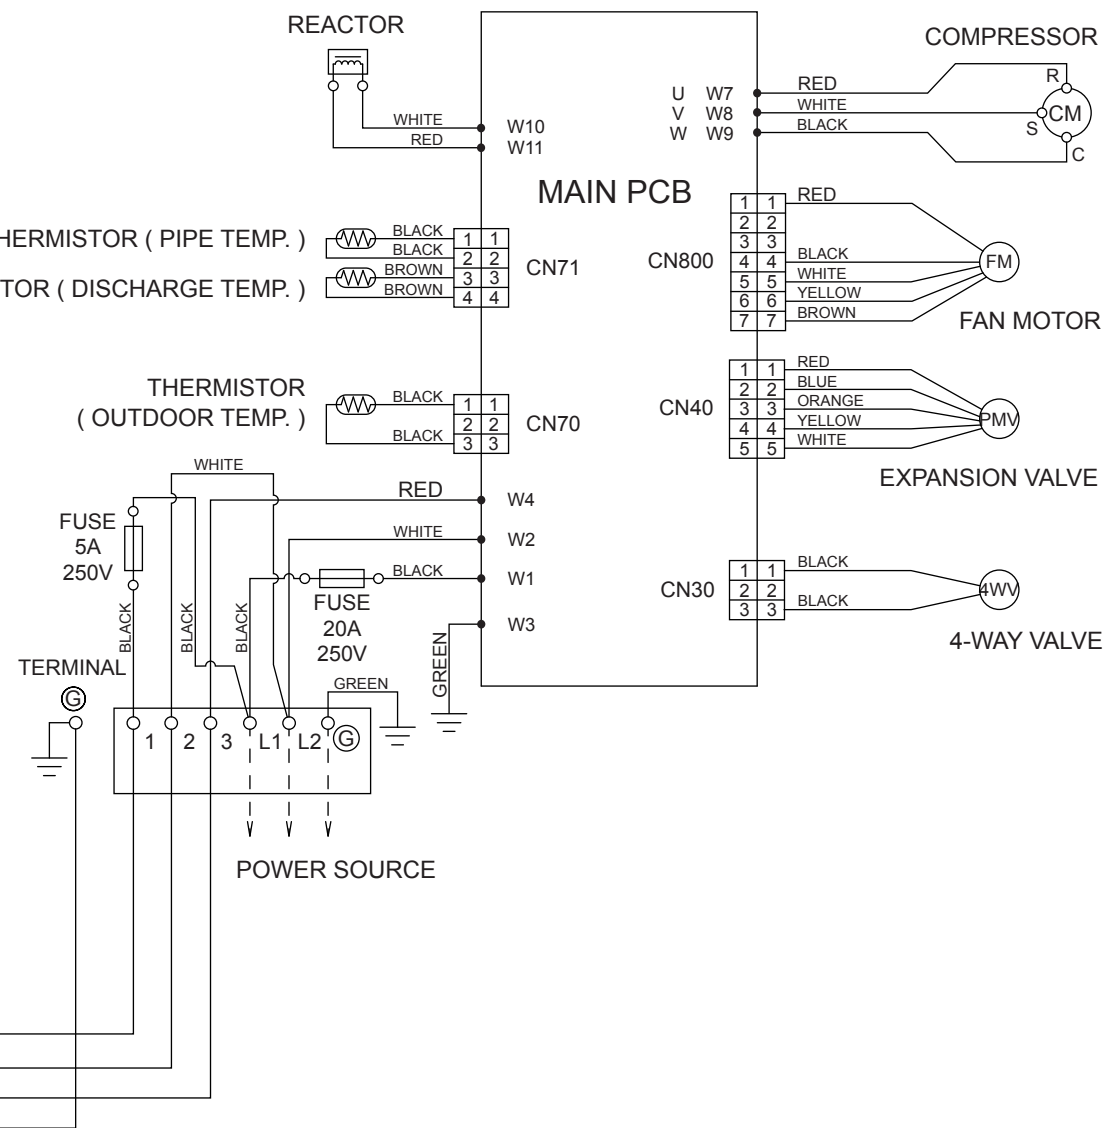 REACTOR
COMPRESSOR
R
RED
U W7
WHITE
V W8
CM
S
BLACK
W W9
C
WHITE
W10
RED
W11
MAIN PCB
HERMISTOR ( PIPE TEMP. )
BLACK
1 1
BLACK
2 2
TOR ( DISCHARGE TEMP. )
BROWN
3 3
BROWN
4 4
CN71
CN800
1 1
RED
2 2
3 3
4 4
BLACK
5 5
WHITE
6 6
YELLOW
7 7
BROWN
FM
FAN MOTOR
THERMISTOR
( OUTDOOR TEMP. )
BLACK
1 1
2 2
BLACK
3 3
CN70
CN40
1 1
RED
2 2
BLUE
3 3
ORANGE
4 4
YELLOW
5 5
WHITE
PMV
EXPANSION VALVE
WHITE
RED
W4
FUSE
5A
250V
WHITE
W2
BLACK
W1
FUSE
20A
250V
W3
GREEN
BLACK
BLACK
BLACK
CN30
1 1
BLACK
2 2
3 3
BLACK
4WV
4-WAY VALVE
TERMINAL
G
GREEN
1 2 3 L1 L2 G
POWER SOURCE